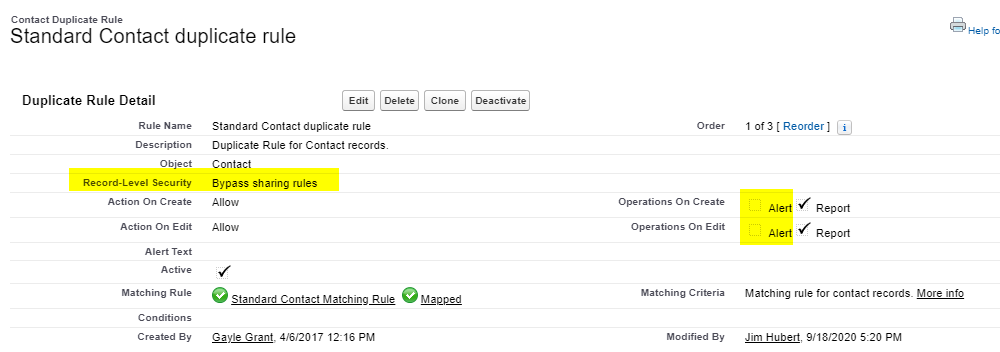 Contact Duplicate Rule
Standard Contact duplicate rule
Help fo
Duplicate Rule Detail
Edit Delete Clone Deactivate
Rule Name Standard Contact duplicate rule Order 1 of 3 [ Reorder ] i
Description Duplicate Rule for Contact records.
Object Contact
Record-Level Security Bypass sharing rules
Action On Create Allow Operations On Create Alert Report
Action On Edit Allow Operations On Edit Alert Report
Alert Text
Active
Matching Rule Standard Contact Matching Rule Mapped Matching Criteria Matching rule for contact records. More info
Conditions
Created By Gayle Grant, 4/6/2017 12:16 PM Modified By Jim Hubert, 9/18/2020 5:20 PM